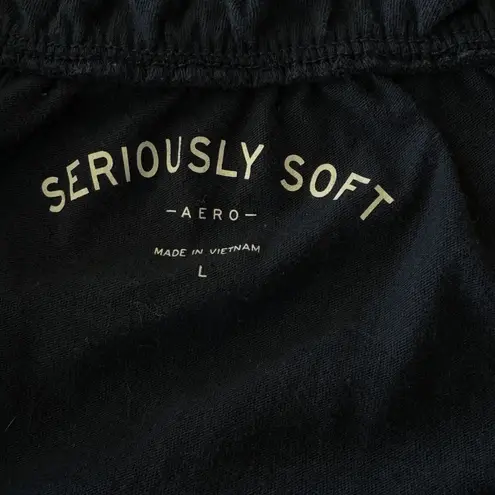 SERIOUSLY SOFT
-AERO-
MADE IN VIETNAM
L